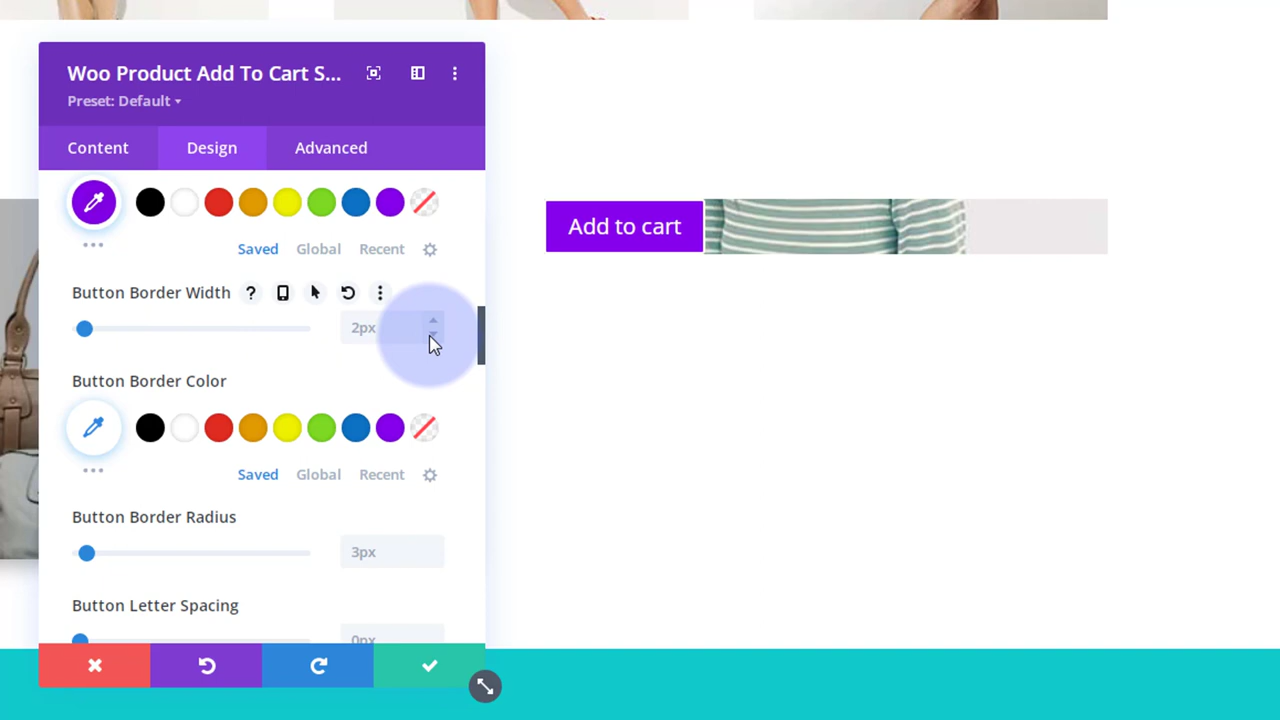 Woo Product Add To Cart S...
Preset: Default
Content Design Advanced
Saved Global Recent
Button Border Width ?
2px
Button Border Color
Saved Global Recent
Button Border Radius
3px
Button Letter Spacing
0px
Add to cart